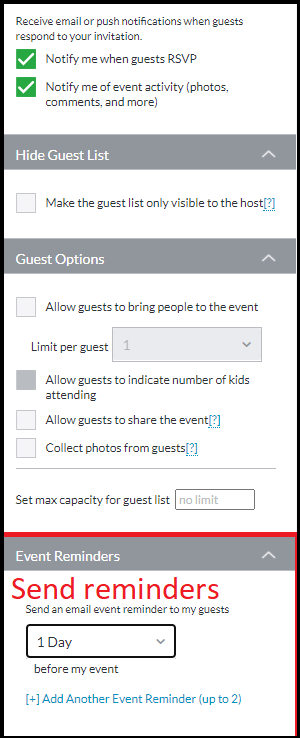 Receive email or push notifications when guests
respond to your invitation.
Notify me when guests RSVP
Notify me of event activity (photos,
comments, and more)
Hide Guest List
Make the guest list only visible to the host[?]
Guest Options
Allow guests to bring people to the event
Limit per guest 1
Allow guests to indicate number of kids
attending
Allow guests to share the event[?]
Collect photos from guests[?]
Set max capacity for guest list no limit
Event Reminders
Send reminders
Send an email event reminder to my guests
1 Day
before my event
[+] Add Another Event Reminder (up to 2)